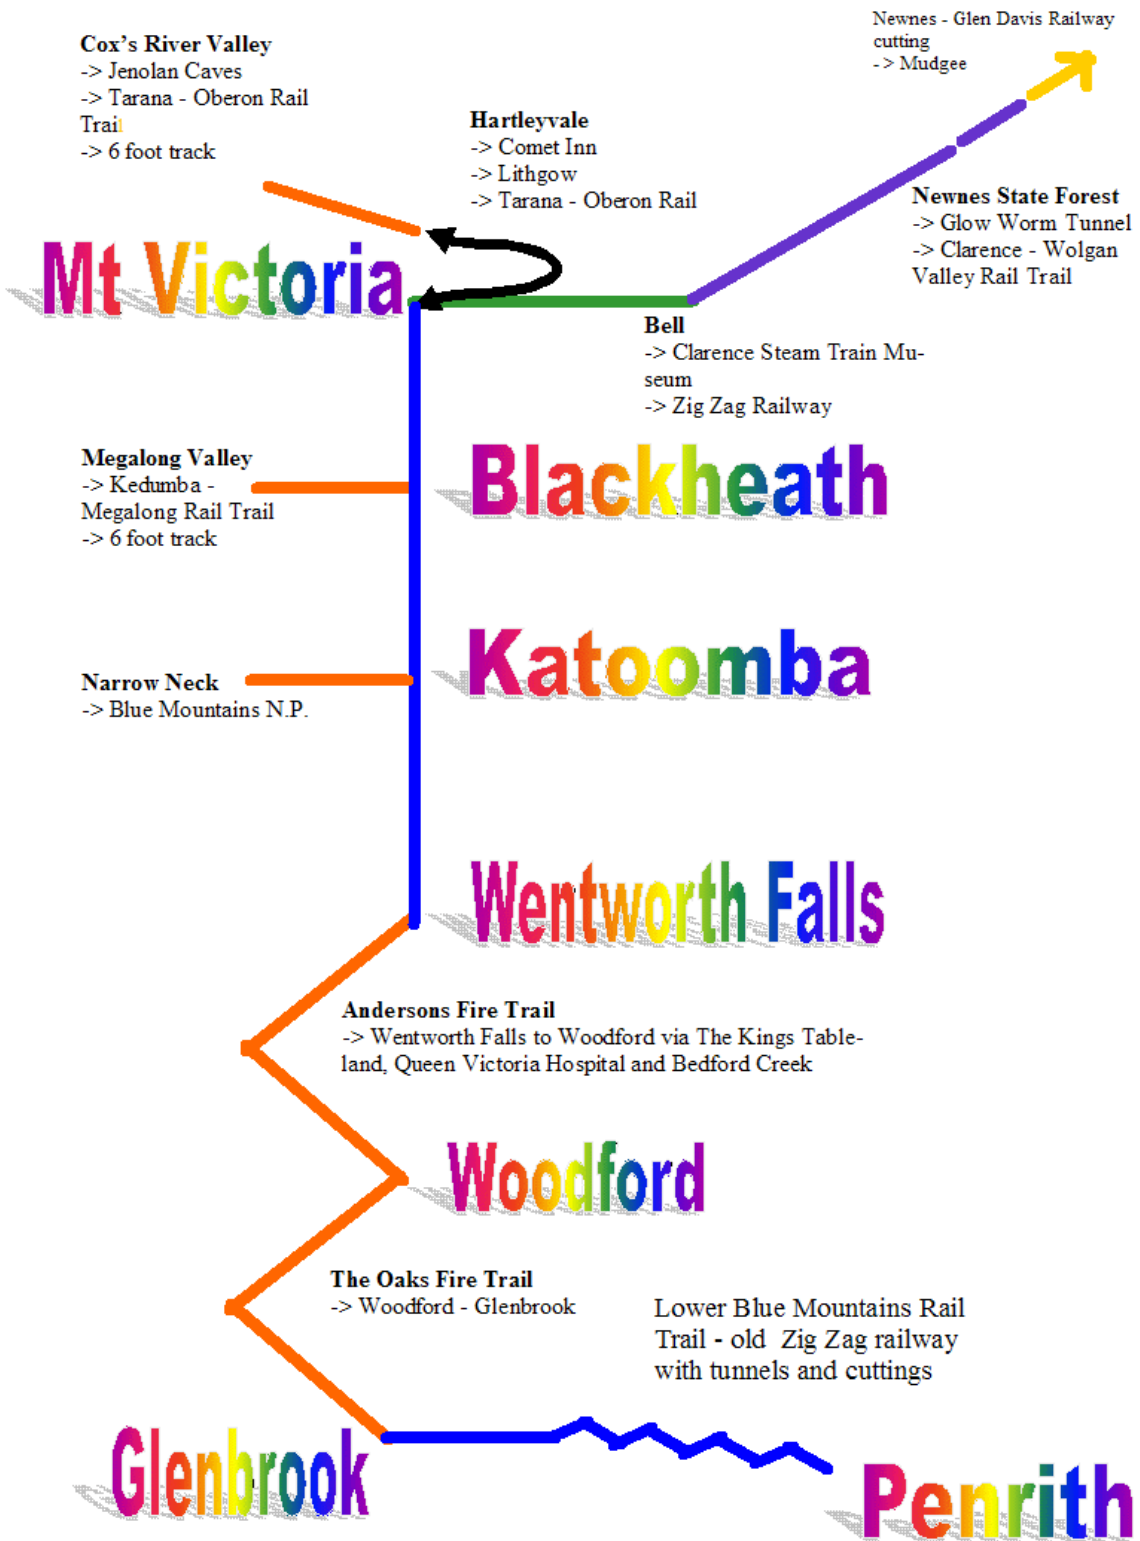 Newnes - Glen Davis Railway
cutting
-> Mudgee
Cox's River Valley
-> Jenolan Caves
-> Tarana - Oberon Rail
Trail
-> 6 foot track
Hartleyvale
-> Comet Inn
-> Lithgow
-> Tarana - Oberon Rail
Newnes State Forest
-> Glow Worm Tunnel
-> Clarence - Wolgan
Valley Rail Trail
Mt Victoria
Bell
-> Clarence Steam Train Mu-
seum
-> Zig Zag Railway
Megalong Valley
-> Kedumba -
Megalong Rail Trail
-> 6 foot track
Blackheath
Katoomba
Narrow Neck
-> Blue Mountains N.P.
Wentworth Falls
Andersons Fire Trail
-> Wentworth Falls to Woodford via The Kings Table-
land, Queen Victoria Hospital and Bedford Creek
Woodford
The Oaks Fire Trail
-> Woodford - Glenbrook
Lower Blue Mountains Rail
Trail - old Zig Zag railway
with tunnels and cuttings
Glenbrook
Penrith